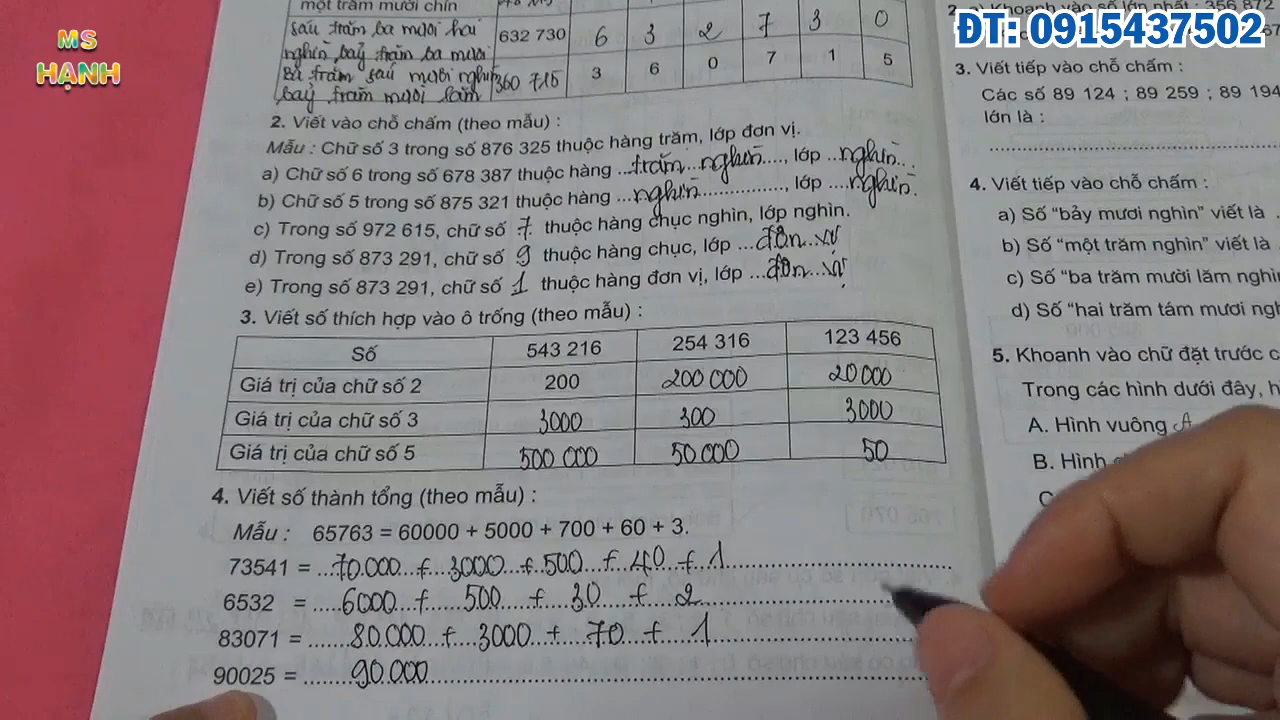 MS
HẠNH
ĐT: 0915437502
một trăm mười chín
sáu trăm ba mươi hai
nghìn bảy trăm ba mươi
632 730 6 3 2 7 3 0
Ba trăm sáu mươi nghìn
bảy trăm mười lăm
360 715 3 6 0 7 1 5
2. Viết vào chỗ chấm (theo mẫu) :
Mẫu : Chữ số 3 trong số 876 325 thuộc hàng trăm, lớp đơn vị.
a) Chữ số 6 trong số 678 387 thuộc hàng ...trăm...nghìn...., lớp ...nghìn...
b) Chữ số 5 trong số 875 321 thuộc hàng ...nghìn..............., lớp ....nghìn.
c) Trong số 972 615, chữ số 7 thuộc hàng chục nghìn, lớp nghìn.
d) Trong số 873 291, chữ số 9 thuộc hàng chục, lớp ...đơn...vị
e) Trong số 873 291, chữ số 1 thuộc hàng đơn vị, lớp ...đơn...vị
3. Viết số thích hợp vào ô trống (theo mẫu) :
Số 543 216 254 316 123 456
Giá trị của chữ số 2 200 200 000 20 000
Giá trị của chữ số 3 3000 300 3000
Giá trị của chữ số 5 500 000 50.000 50
4. Viết số thành tổng (theo mẫu) :
Mẫu : 65763 = 60000 + 5000 + 700 + 60 + 3.
73541 = ...70.000...+...3000...+.500...+..40...+..1..............................
6532 = .....6000...+.....500.....+....30....+....2...........................
83071 = .......80.000...+...3000...+...70...+....1..............................
90025 = ........90.000..................................................
2. a) Khoanh vào số lớn nhất : 356 872
3. Viết tiếp vào chỗ chấm :
Các số 89 124 ; 89 259 ; 89 194
lớn là :
4. Viết tiếp vào chỗ chấm :
a) Số “bảy mươi nghìn” viết là .
b) Số “một trăm nghìn” viết là
c) Số “ba trăm mười lăm nghìn
d) Số “hai trăm tám mươi ngh
5. Khoanh vào chữ đặt trước c
Trong các hình dưới đây, h
A. Hình vuông A
B. Hình
C